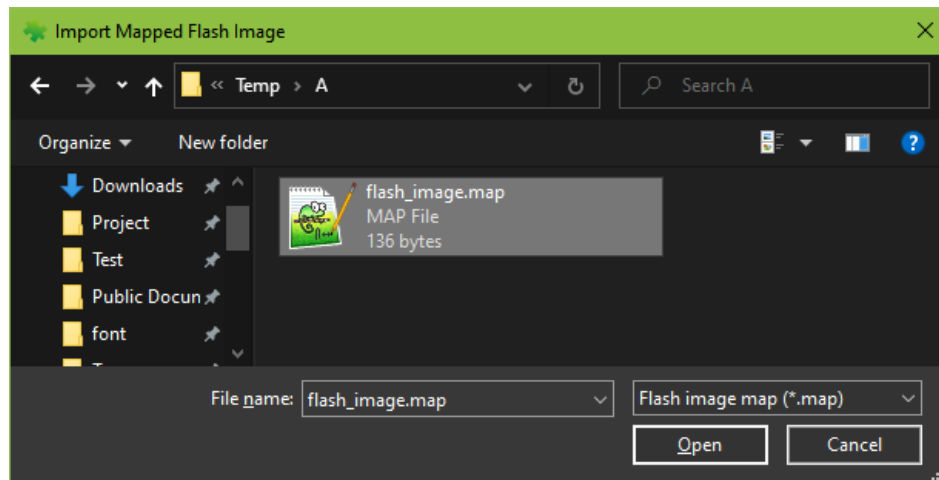 Import Mapped Flash Image
« Temp > A
Search A
Organize
New folder
Downloads
Project
Test
Public Docun
font
flash_image.map
MAP File
136 bytes
File name:
flash_image.map
Flash image map (*.map)
Open
Cancel